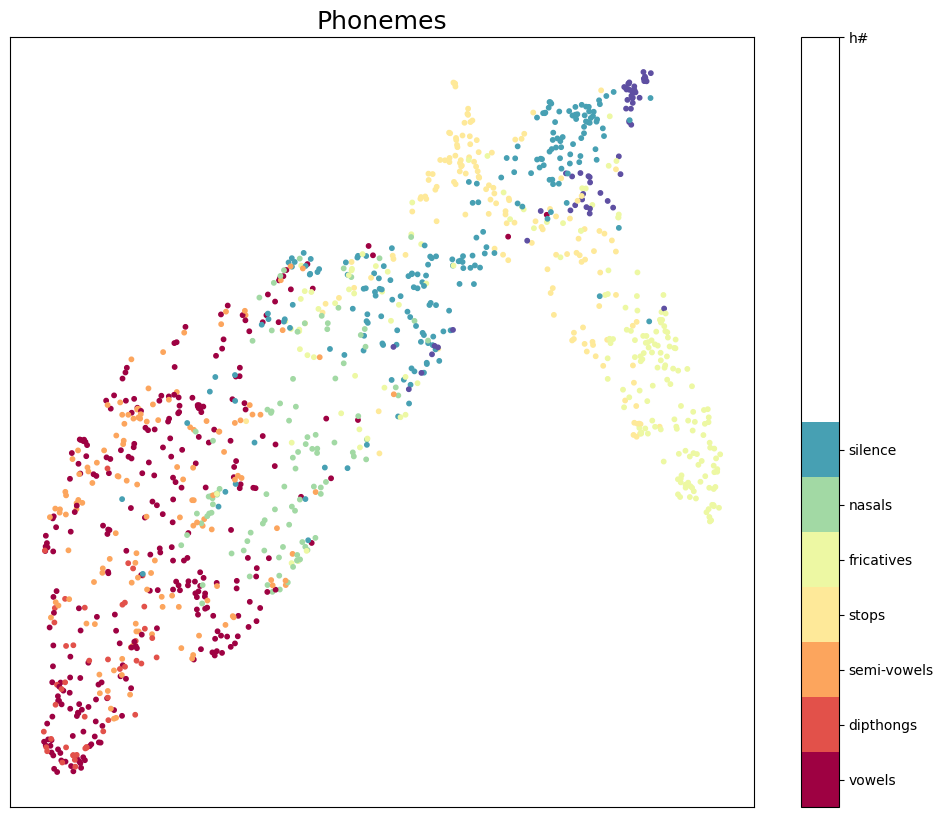 Phonemes
h#
silence
nasals
fricatives
stops
semi-vowels
dipthongs
vowels